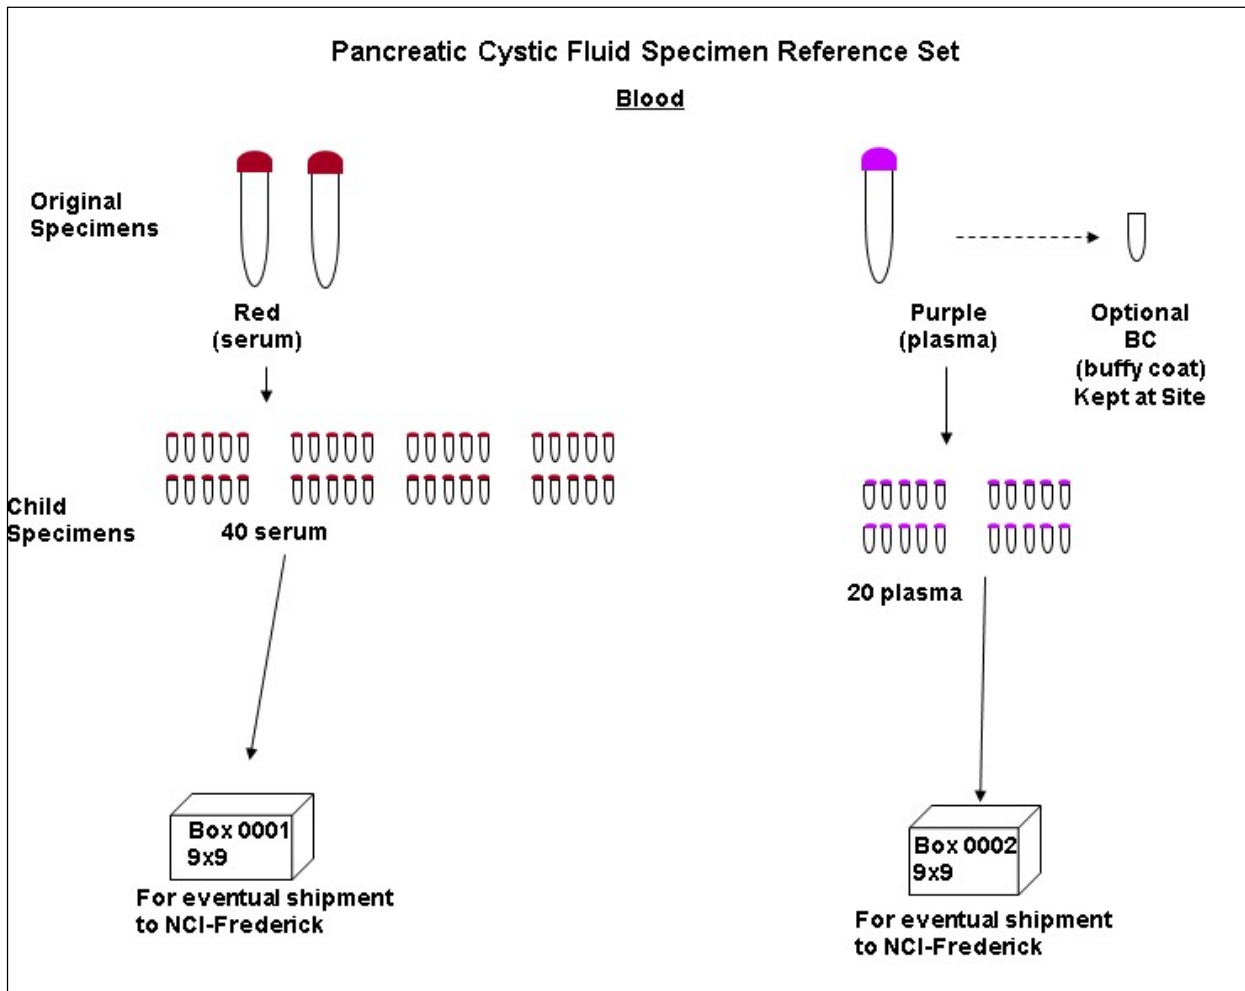 Pancreatic Cystic Fluid Specimen Reference Set
Blood
Original
Specimens
Red
(serum)
Purple
(plasma)
Optional
BC
(buffy coat)
Kept at Site
Child
Specimens
40 serum
20 plasma
Box 0001
9x9
For eventual shipment
to NCI-Frederick
Box 0002
9x9
For eventual shipment
to NCI-Frederick